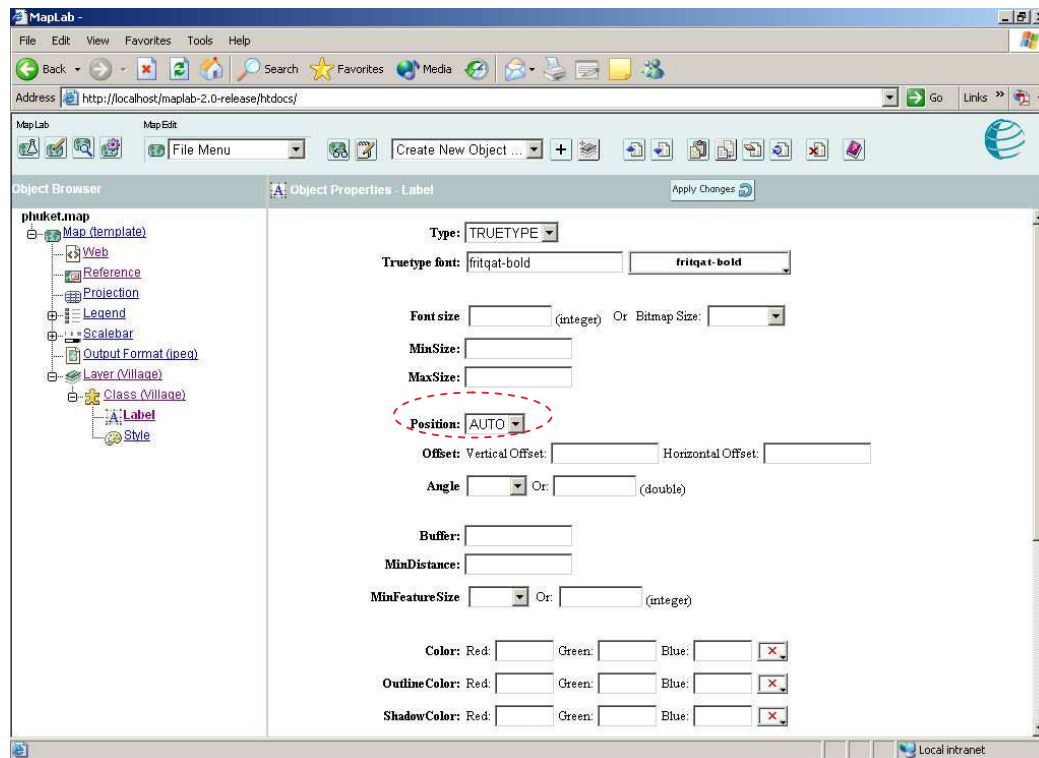 MapLab -
File Edit View Favorites Tools Help
Back Search Favorites Media
Address http://localhost/maplab-2.0-release/htdocs/ Go Links »
MapLab MapEdit
File Menu Create New Object ... +
Object Browser
A Object Properties - Label Apply Changes
phuket.map
Map (template)
Web
Reference
Projection
Legend
Scalebar
Output Format (jpeg)
Layer (Village)
Class (Village)
A Label
Style
Type: TRUETYPE
Truetype font: fritqat-bold fritqat-bold
Font size (integer) Or Bitmap Size:
MinSize:
MaxSize:
Position: AUTO
Offset: Vertical Offset: Horizontal Offset:
Angle Or: (double)
Buffer:
MinDistance:
MinFeatureSize Or: (integer)
Color: Red: Green: Blue:
OutlineColor: Red: Green: Blue:
ShadowColor: Red: Green: Blue:
Local intranet